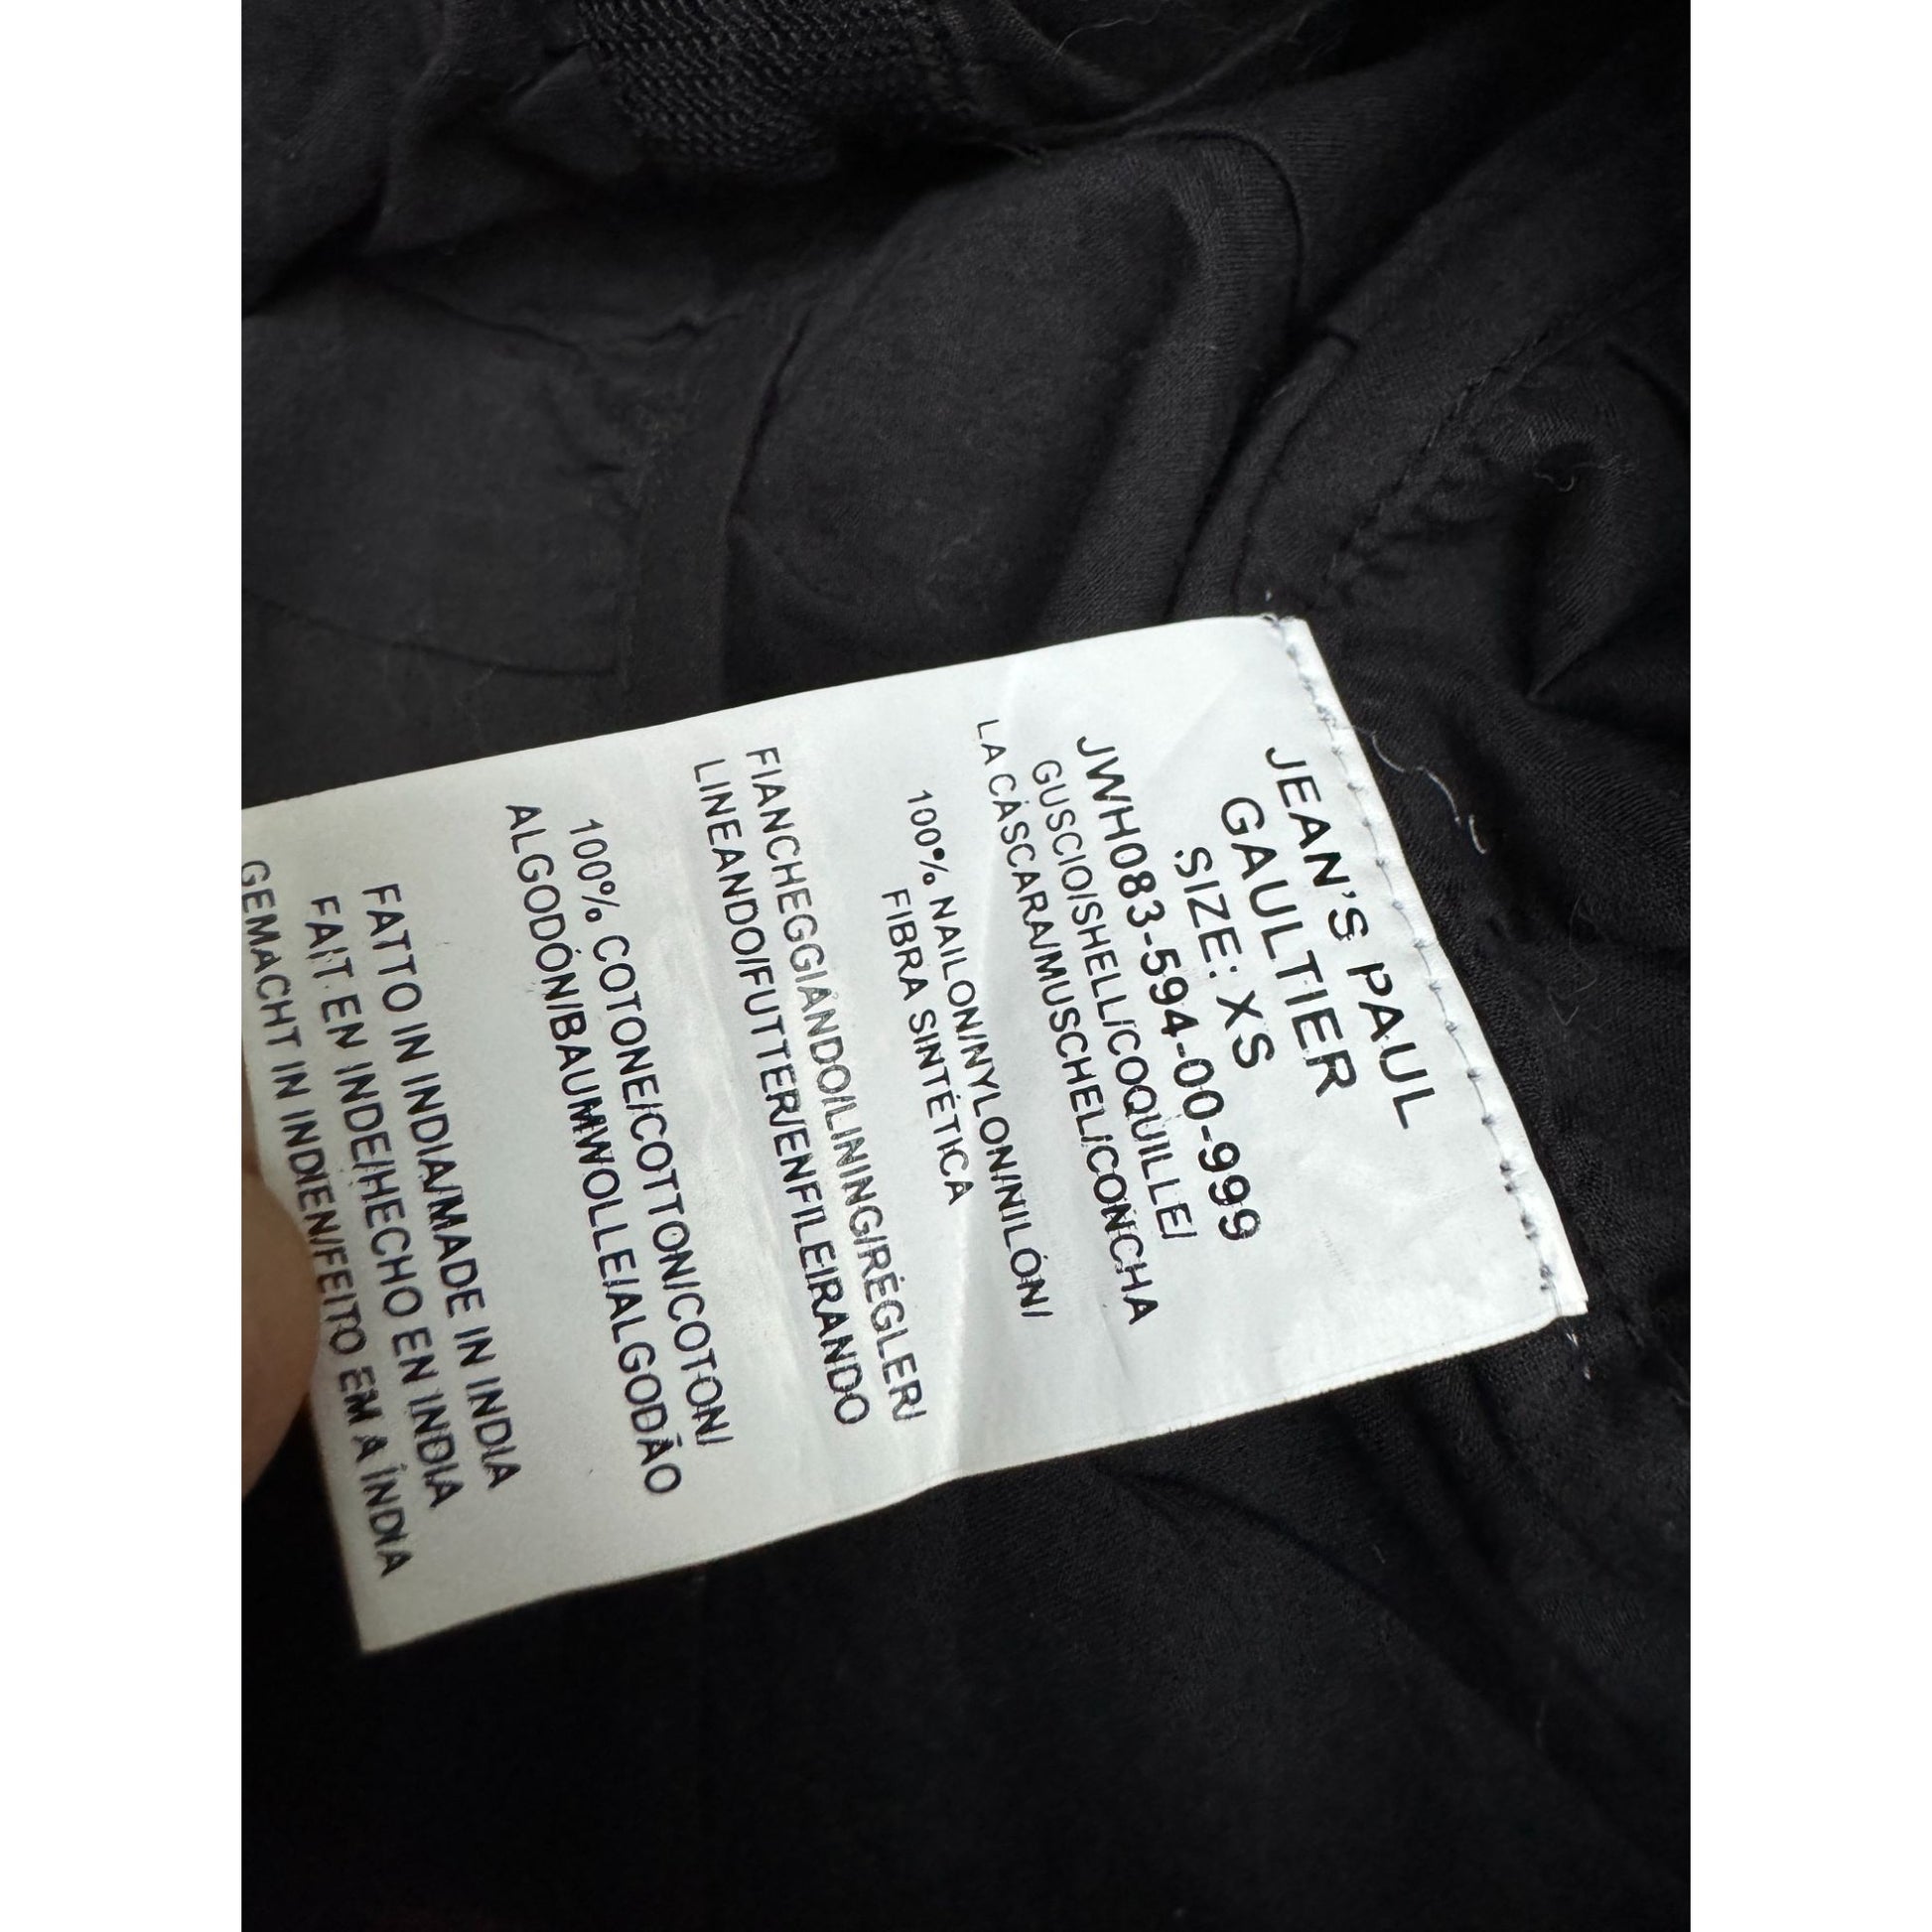 JEAN'S PAUL
GAULTIER
SIZE: XS
JWH083-594-00-999
GUSCIO/SHELL/COQUILLE/
LA CÁSCARA/MUSCHEL/CONCHA
100% NAILON/NYLON/NILÓN/
FIBRA SINTÉTICA
FIANCHEGGIANDO/LINING/RÉGLER/
LINEANDO/FUTTER/ENFILEIRANDO
100% COTONE/COTTON/COTON/
ALGODÓN/BAUMWOLLE/ALGODÃO
FATTO IN INDIA/MADE IN INDIA
FAIT EN INDE/HECHO EN INDIA
GEMACHT IN INDIEN/FEITO EM A ÍNDIA